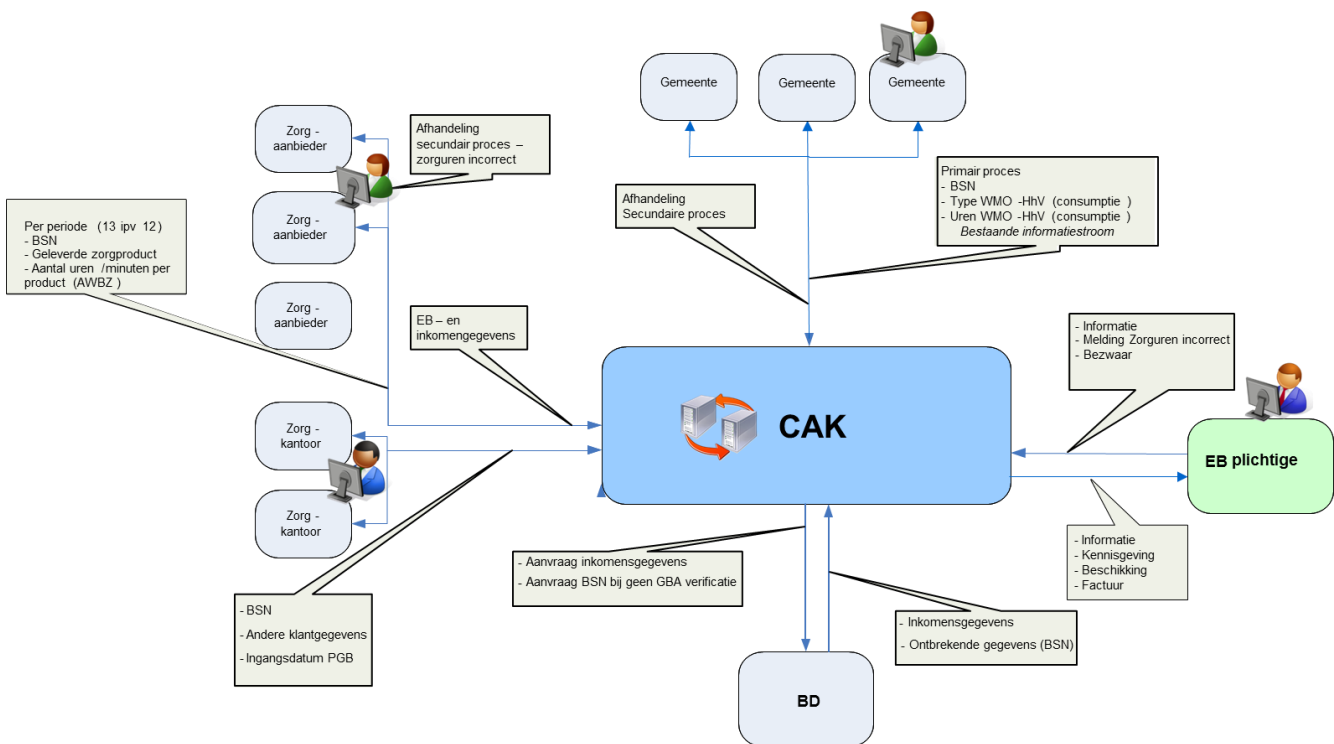 Gemeente
Gemeente
Gemeente
Zorg -
aanbieder
Afhandeling
secundair proces –
zorguren incorrect
Primair proces
- BSN
- Type WMO -HhV (consumptie )
- Uren WMO -HhV (consumptie )
Bestaande informatiestroom
Afhandeling
Secundaire proces
Zorg -
aanbieder
Per periode (13 ipv 12 )
- BSN
- Geleverde zorgproduct
- Aantal uren /minuten per
product (AWBZ )
Zorg -
aanbieder
EB – en
inkomengegevens
- Informatie
- Melding Zorguren incorrect
- Bezwaar
CAK
Zorg -
kantoor
EB plichtige
Zorg -
kantoor
- Aanvraag inkomensgegevens
- Aanvraag BSN bij geen GBA verificatie
- Informatie
- Kennisgeving
- Beschikking
- Factuur
- BSN
- Andere klantgegevens
- Ingangsdatum PGB
- Inkomensgegevens
- Ontbrekende gegevens (BSN)
BD